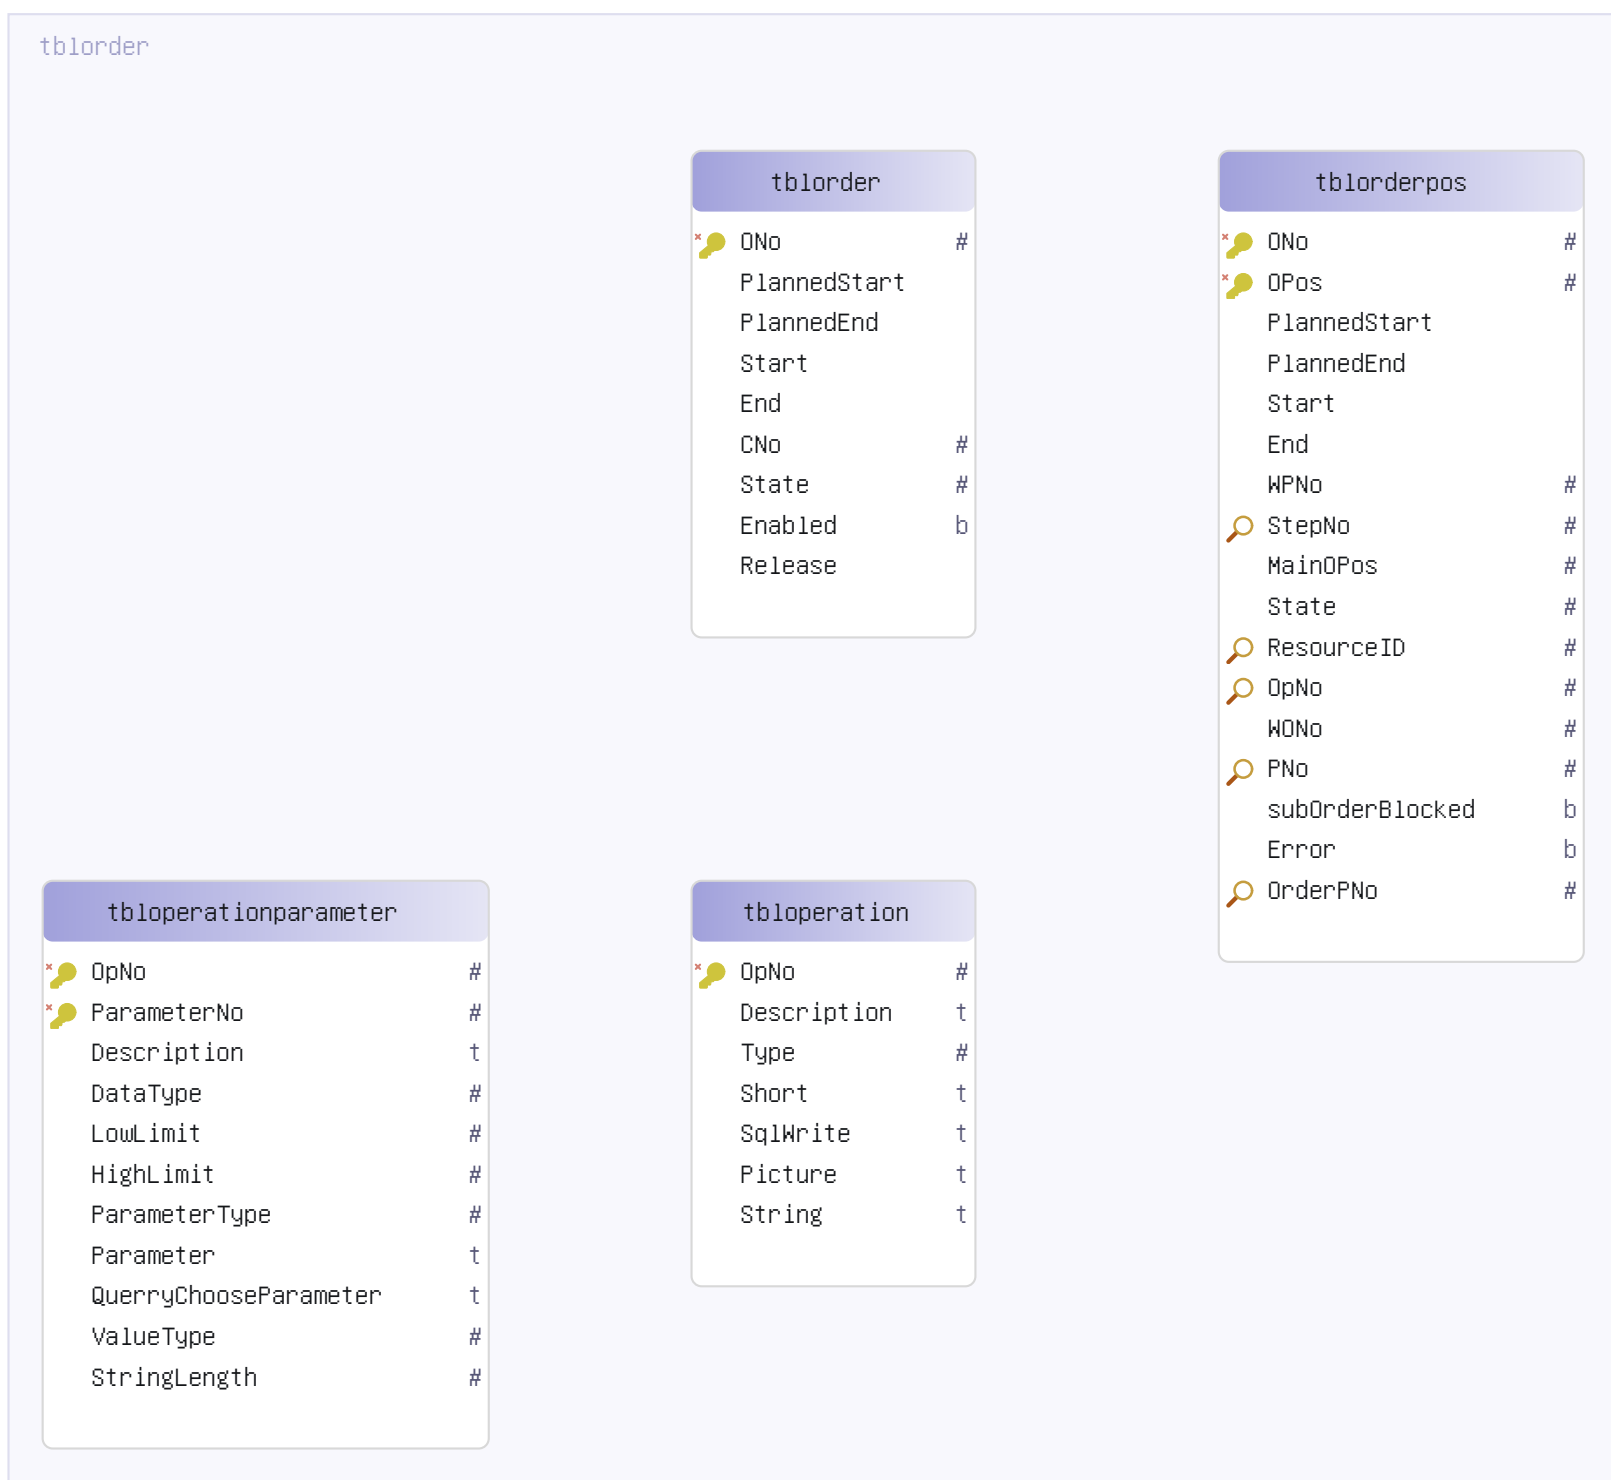 tblorder
tblorder
ONo #
PlannedStart
PlannedEnd
Start
End
CNo #
State #
Enabled b
Release
tblorderpos
ONo #
OPos #
PlannedStart
PlannedEnd
Start
End
WPNo #
StepNo #
MainOPos #
State #
ResourceID #
OpNo #
WONo #
PNo #
subOrderBlocked b
Error b
OrderPNo #
tbloperationparameter
OpNo #
ParameterNo #
Description t
DataType #
LowLimit #
HighLimit #
ParameterType #
Parameter t
QuerryChooseParameter t
ValueType #
StringLength #
tbloperation
OpNo #
Description t
Type #
Short t
SqlWrite t
Picture t
String t